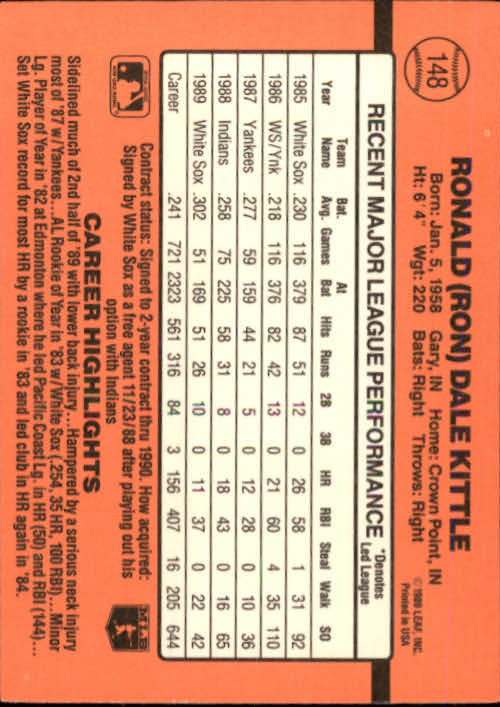 148
RONALD (RON) DALE KITTLE
Born: Jan. 5, 1958 Gary, IN Home: Crown Point, IN
Ht: 6'4" Wgt: 220 Bats: Right Throws: Right
©1989 LEAF, INC.
Printed in USA
RECENT MAJOR LEAGUE PERFORMANCE
*Denotes
Led League
Year Team Name Bat. Avg. Games At Bat Hits Runs 2B 3B HR RBI Steal Walk SO
1985 White Sox .230 116 379 87 51 12 0 26 58 1 31 92
1986 WS/Ynk .218 116 376 82 42 13 0 21 60 4 35 110
1987 Yankees .277 59 159 44 21 5 0 12 28 0 10 36
1988 Indians .258 75 225 58 31 8 0 18 43 0 16 65
1989 White Sox .302 51 169 51 26 10 0 11 37 0 22 42
Career .241 721 2323 561 316 84 3 156 407 16 205 644
Contract status: Signed to 2-year contract thru 1990. How acquired:
Signed by White Sox as a free agent 11/23/88 after playing out his
option with Indians
MLB
CAREER HIGHLIGHTS
Sidelined much of 2nd half of '89 with lower back injury... Hampered by a serious neck injury
most of '87 w/Yankees... AL Rookie of Year in '83 w/White Sox (.254, 35 HR, 100 RBI)... Minor
Lg. Player of Year in '82 at Edmonton where he led Pacific Coast Lg. in HR (50) and RBI (144)...
Set White Sox record for most HR by a rookie in '83 and led club in HR again in '84.